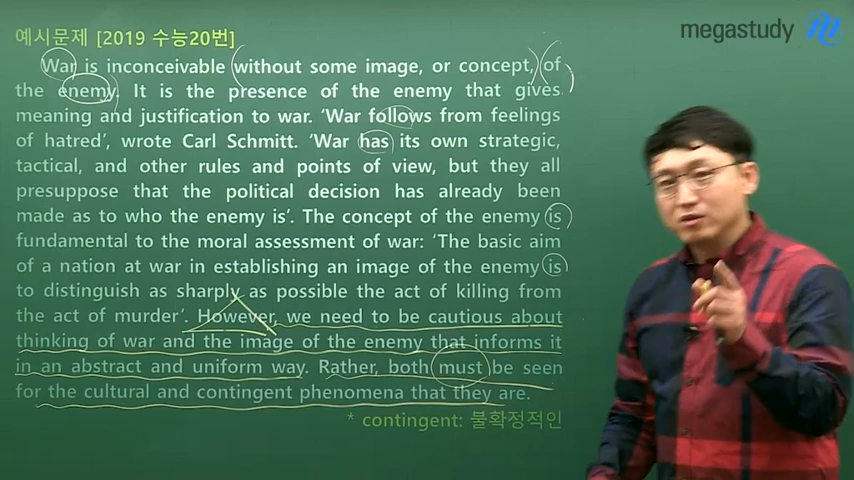 예시문제 [2019 수능20번]
megastudy
War is inconceivable without some image, or concept, of
the enemy. It is the presence of the enemy that gives
meaning and justification to war. ‘War follows from feelings
of hatred’, wrote Carl Schmitt. ‘War has its own strategic,
tactical, and other rules and points of view, but they all
presuppose that the political decision has already been
made as to who the enemy is’. The concept of the enemy is
fundamental to the moral assessment of war: ‘The basic aim
of a nation at war in establishing an image of the enemy is
to distinguish as sharply as possible the act of killing from
the act of murder’. However, we need to be cautious about
thinking of war and the image of the enemy that informs it
in an abstract and uniform way. Rather, both must be seen
for the cultural and contingent phenomena that they are.
* contingent: 불확정적인